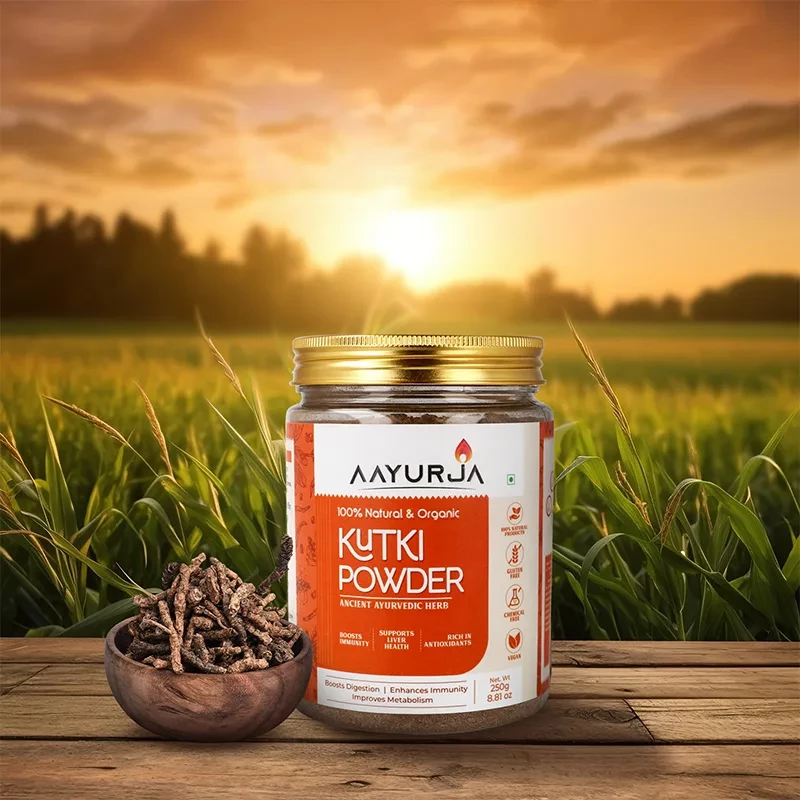 AAYURJA
100% Natural & Organic
KUTKI
POWDER
ANCIENT AYURVEDIC HERB
BOOSTS
IMMUNITY
SUPPORTS
LIVER
HEALTH
RICH IN
ANTIOXIDANTS
Boosts Digestion | Enhances Immunity
Improves Metabolism
Net. Wt
250g
8.81 oz
100% NATURAL
PRODUCTS
GLUTEN
FREE
CHEMICAL
FREE
VEGAN